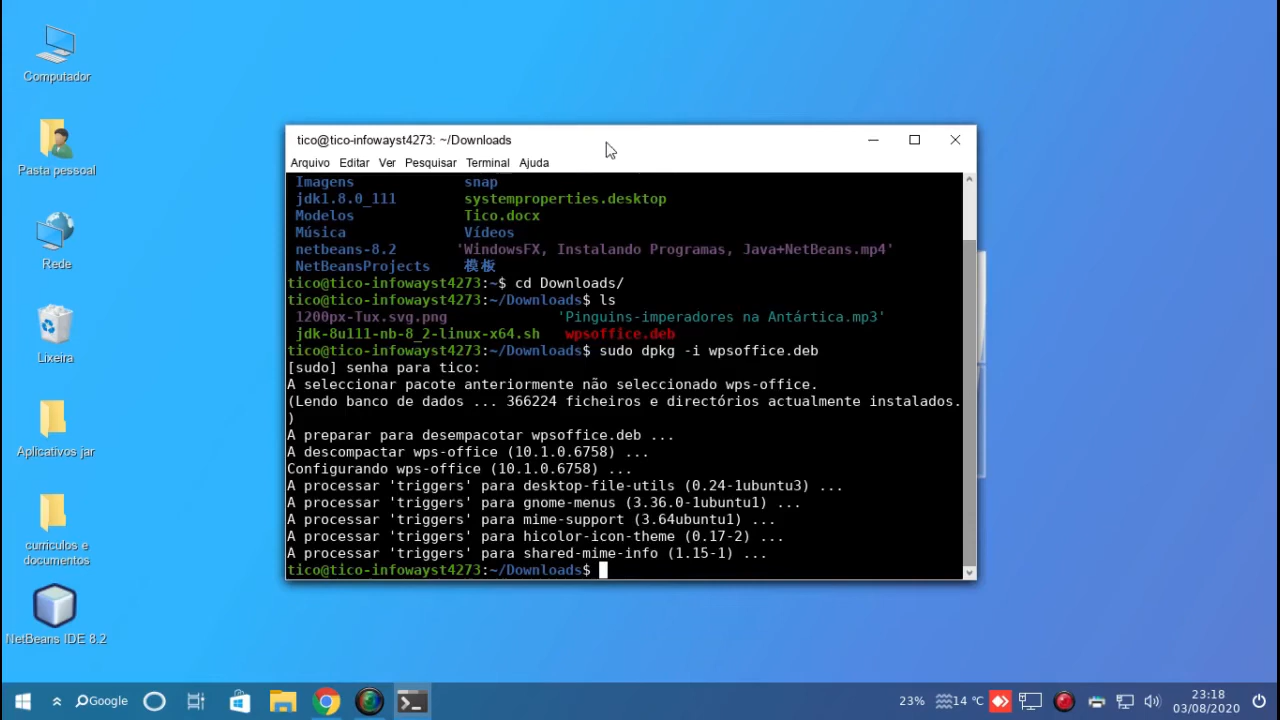 Computador
Pasta pessoal
Rede
Lixeira
Aplicativos jar
curriculos e
documentos
NetBeans IDE 8.2
tico@tico-infowayst4273: ~/Downloads
Arquivo Editar Ver Pesquisar Terminal Ajuda
Imagens snap
jdk1.8.0_111 systemproperties.desktop
Modelos Tico.docx
Música Vídeos
netbeans-8.2 'WindowsFX, Instalando Programas, Java+NetBeans.mp4'
NetBeansProjects 模板
tico@tico-infowayst4273:~$ cd Downloads/
tico@tico-infowayst4273:~/Downloads$ ls
1200px-Tux.svg.png 'Pinguins-imperadores na Antártica.mp3'
jdk-8u111-nb-8_2-linux-x64.sh wpsoffice.deb
tico@tico-infowayst4273:~/Downloads$ sudo dpkg -i wpsoffice.deb
[sudo] senha para tico:
A seleccionar pacote anteriormente não seleccionado wps-office.
(Lendo banco de dados ... 366224 ficheiros e directórios actualmente instalados.
)
A preparar para desempacotar wpsoffice.deb ...
A descompactar wps-office (10.1.0.6758) ...
Configurando wps-office (10.1.0.6758) ...
A processar 'triggers' para desktop-file-utils (0.24-1ubuntu3) ...
A processar 'triggers' para gnome-menus (3.36.0-1ubuntu1) ...
A processar 'triggers' para mime-support (3.64ubuntu1) ...
A processar 'triggers' para hicolor-icon-theme (0.17-2) ...
A processar 'triggers' para shared-mime-info (1.15-1) ...
tico@tico-infowayst4273:~/Downloads$
Google
23% 14 °C
23:18
03/08/2020